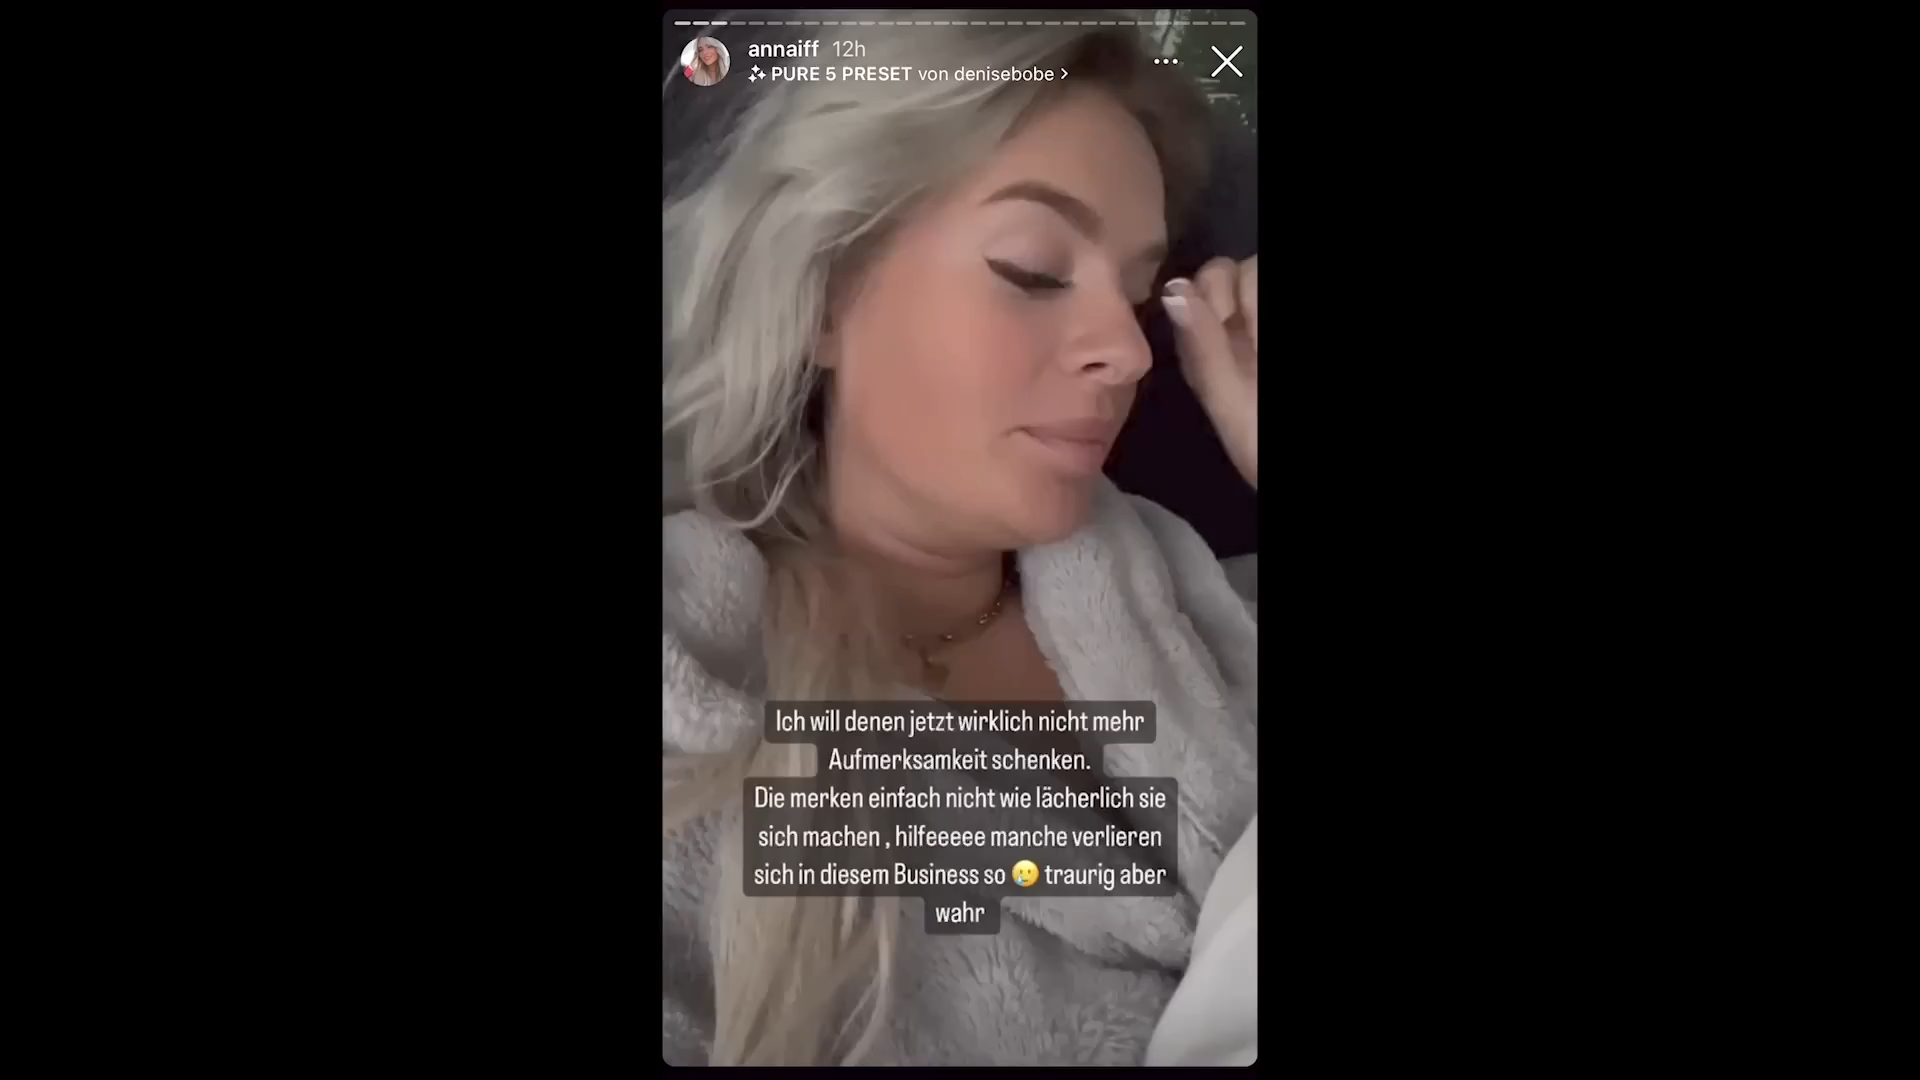 annaiff 12h
PURE 5 PRESET von denisebobe
Ich will denen jetzt wirklich nicht mehr
Aufmerksamkeit schenken.
Die merken einfach nicht wie lächerlich sie
sich machen , hilfeeeee manche verlieren
sich in diesem Business so 🥲 traurig aber
wahr